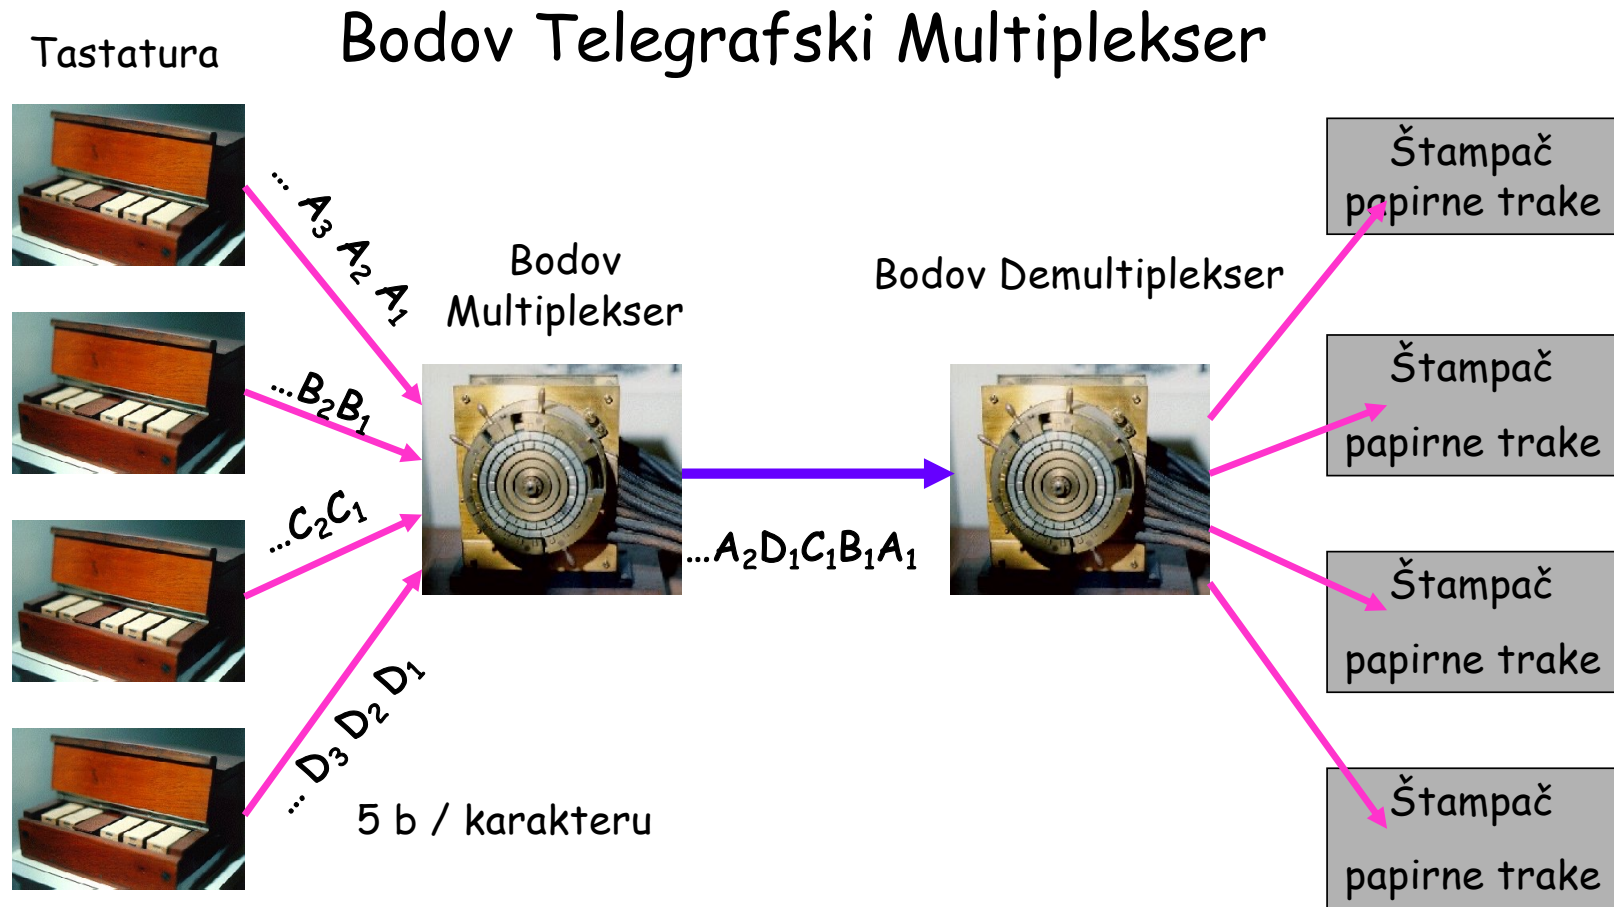 Bodov Telegrafski Multiplekser
Tastatura
... A₃ A₂ A₁
...B₂B₁
...C₂C₁
... D₃ D₂ D₁
5 b / karakteru
Bodov
Multiplekser
...A₂D₁C₁B₁A₁
Bodov Demultiplekser
Štampač
papirne trake
Štampač
papirne trake
Štampač
papirne trake
Štampač
papirne trake